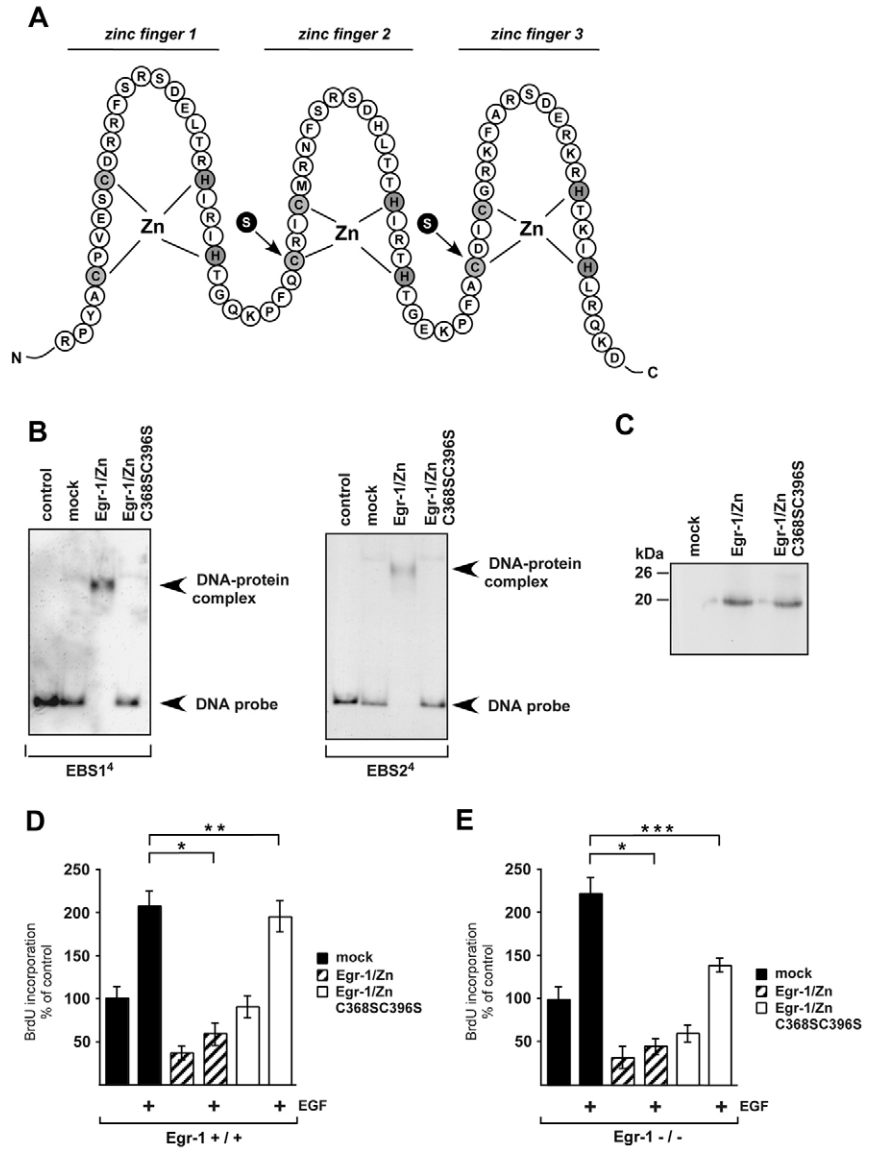 A
zinc finger 1 zinc finger 2 zinc finger 3
N R P Y A C P V E S C D R R F S R S D E L T R H I R I H T G Q K P F Q C R I C M R N F S R S D H L T T H I R T H T G E K P F A C D I C G R K F A R S D E R K R H T K I H L R Q K D C
Zn Zn Zn
S S
B
control
mock
Egr-1/Zn
Egr-1/Zn
C368SC396S
DNA-protein
complex
DNA probe
EBS1⁴
control
mock
Egr-1/Zn
Egr-1/Zn
C368SC396S
DNA-protein
complex
DNA probe
EBS2⁴
C
mock
Egr-1/Zn
Egr-1/Zn
C368SC396S
kDa
26
20
D
**
*
BrdU incorporation
% of control
250
200
150
100
50
mock
Egr-1/Zn
Egr-1/Zn
C368SC396S
+ + + EGF
Egr-1 + / +
E
***
*
BrdU incorporation
% of control
250
200
150
100
50
mock
Egr-1/Zn
Egr-1/Zn
C368SC396S
+ + + EGF
Egr-1 - / -